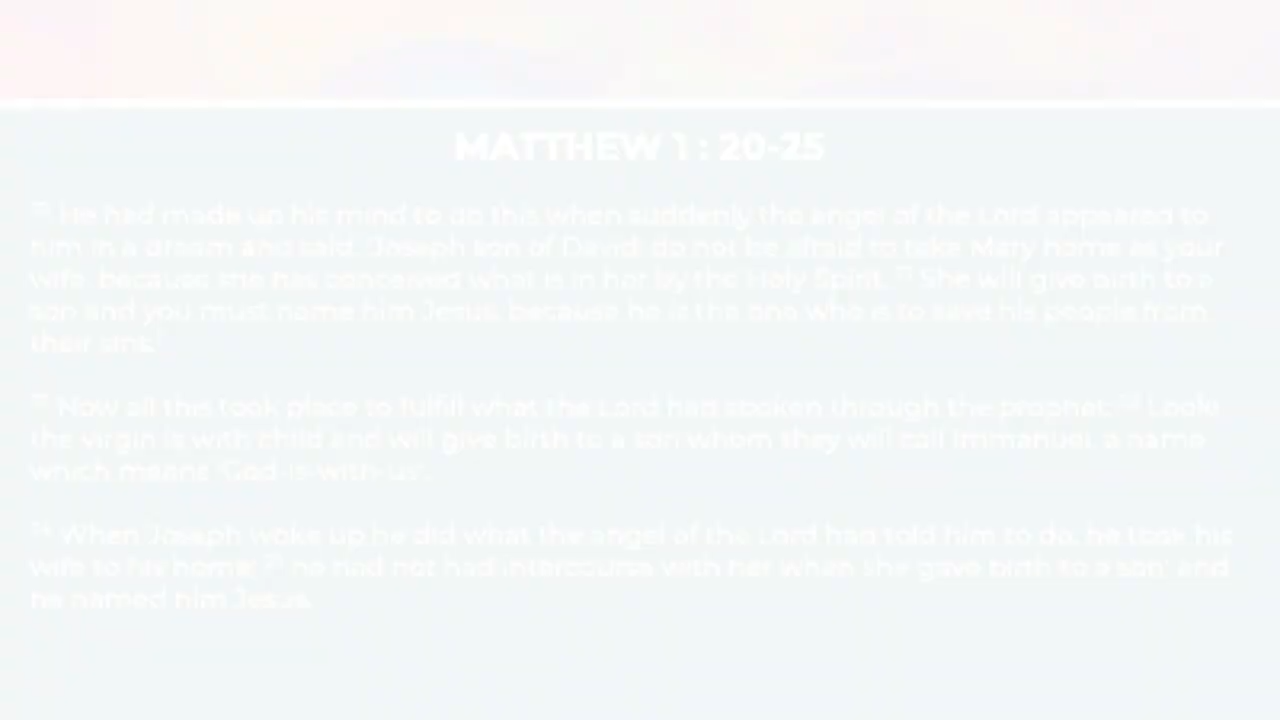 MATTHEW 1 : 20-25
20 He had made up his mind to do this when suddenly the angel of the Lord appeared to
him in a dream and said, 'Joseph son of David, do not be afraid to take Mary home as your
wife, because she has conceived what is in her by the Holy Spirit. 21 She will give birth to a
son and you must name him Jesus, because he is the one who is to save his people from
their sins.'
22 Now all this took place to fulfill what the Lord had spoken through the prophet: 23 Look!
the virgin is with child and will give birth to a son whom they will call Immanuel, a name
which means 'God-is-with-us'.
24 When Joseph woke up he did what the angel of the Lord had told him to do: he took his
wife to his home; 25 he had not had intercourse with her when she gave birth to a son; and
he named him Jesus.